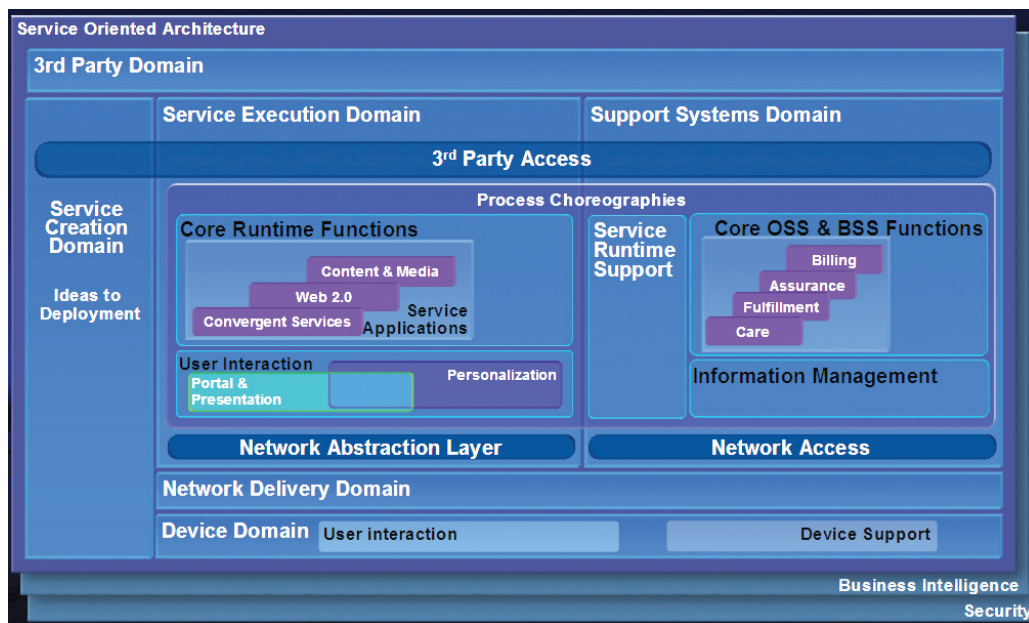 Service Oriented Architecture
3rd Party Domain
Service Execution Domain
Support Systems Domain
3rd Party Access
Process Choreographies
Service
Creation
Domain
Ideas to
Deployment
Core Runtime Functions
Content & Media
Web 2.0
Convergent Services
Service
Applications
User Interaction
Portal &
Presentation
Personalization
Service
Runtime
Support
Core OSS & BSS Functions
Billing
Assurance
Fulfillment
Care
Information Management
Network Abstraction Layer
Network Access
Network Delivery Domain
Device Domain
User interaction
Device Support
Business Intelligence
Security